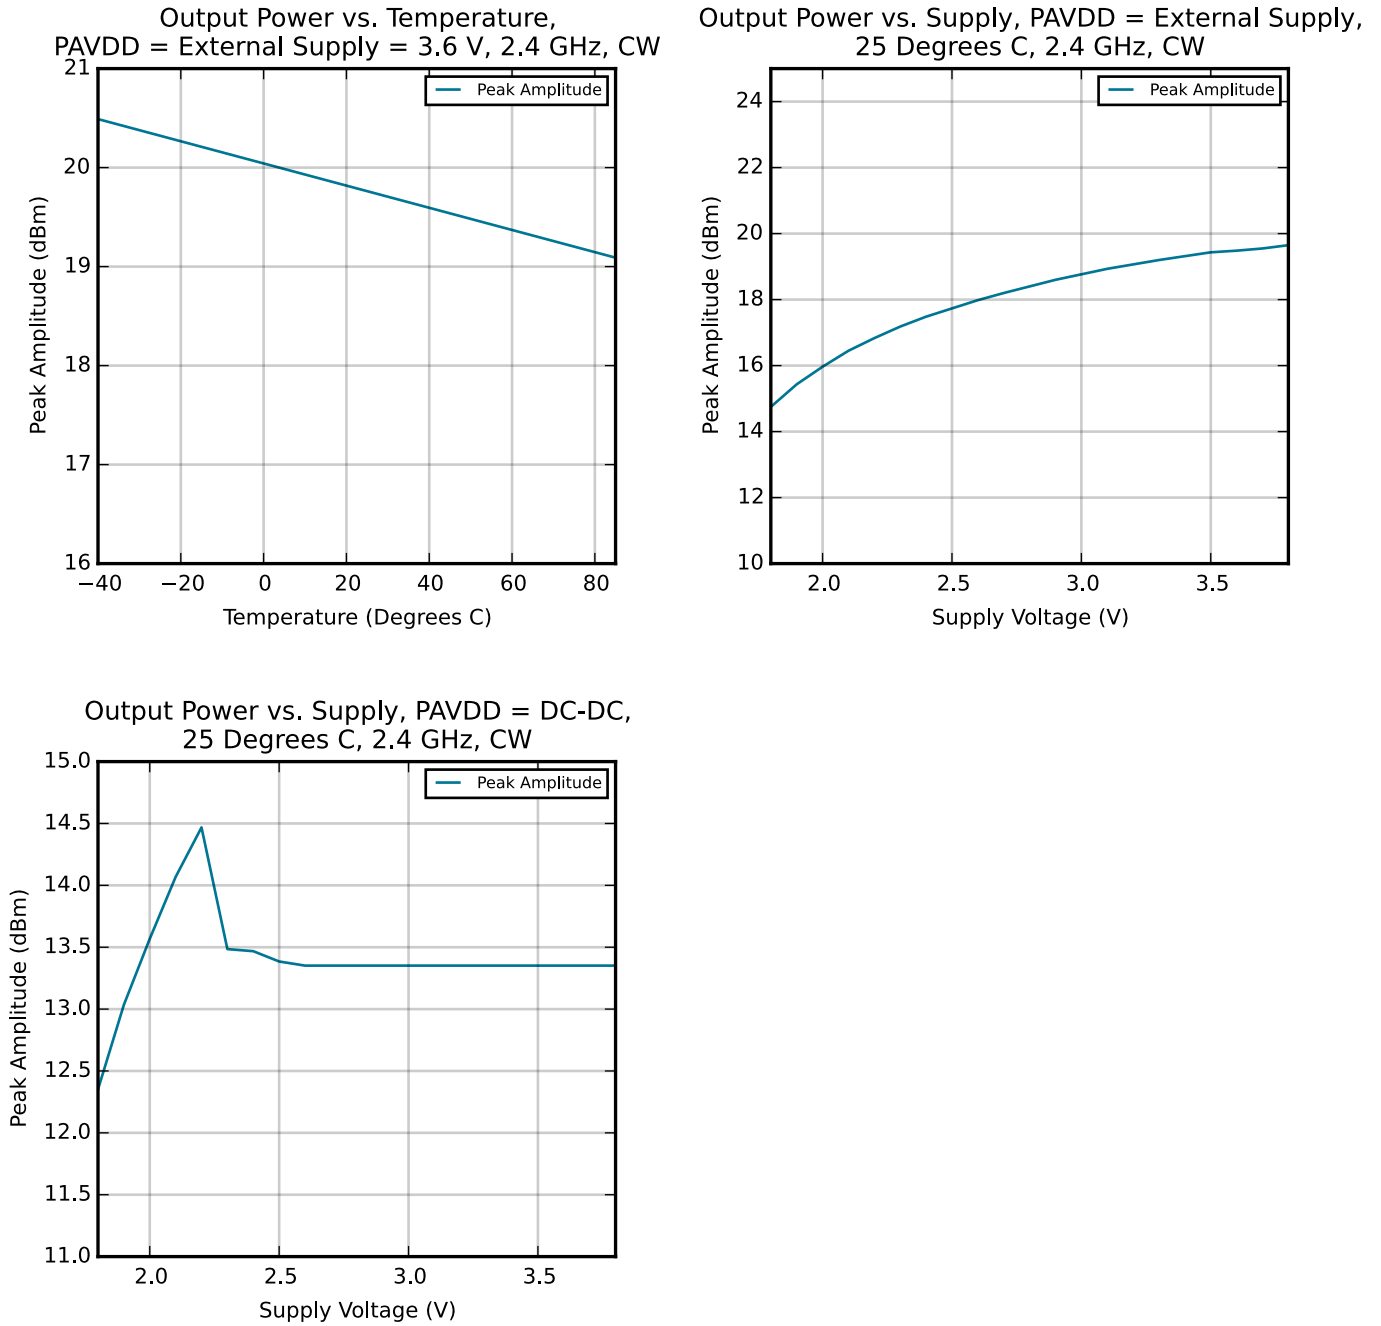 Output Power vs. Temperature,
PAVDD = External Supply = 3.6 V, 2.4 GHz, CW
Peak Amplitude
21
20
19
18
17
16
Peak Amplitude (dBm)
−40 −20 0 20 40 60 80
Temperature (Degrees C)
Output Power vs. Supply, PAVDD = External Supply,
25 Degrees C, 2.4 GHz, CW
Peak Amplitude
24
22
20
18
16
14
12
10
Peak Amplitude (dBm)
2.0 2.5 3.0 3.5
Supply Voltage (V)
Output Power vs. Supply, PAVDD = DC-DC,
25 Degrees C, 2.4 GHz, CW
Peak Amplitude
15.0
14.5
14.0
13.5
13.0
12.5
12.0
11.5
11.0
Peak Amplitude (dBm)
2.0 2.5 3.0 3.5
Supply Voltage (V)